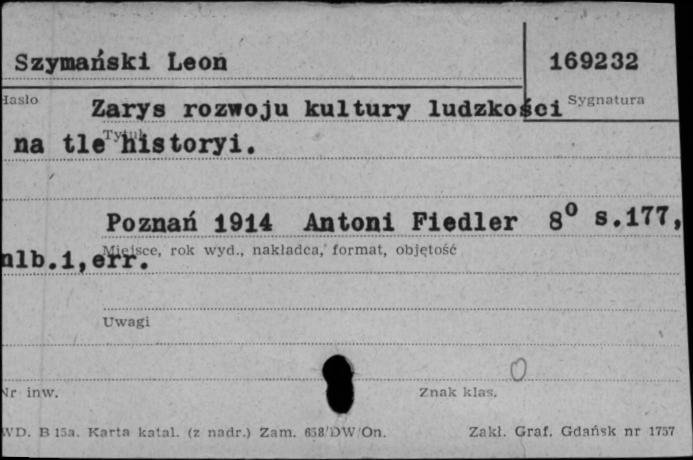 Szymański Leon 169232
Hasło Sygnatura
Zarys rozwoju kultury ludzkości
Tytuł
na tle historyi.
Poznań 1914 Antoni Fiedler 8° s.177,
Miejsce, rok wyd., nakładca, format, objętość
nlb.1,err.
Uwagi
Nr inw. Znak klas.
WD. B 15a. Karta katal. (z nadr.) Zam. 658/DW/On. Zakł. Graf. Gdańsk nr 1757